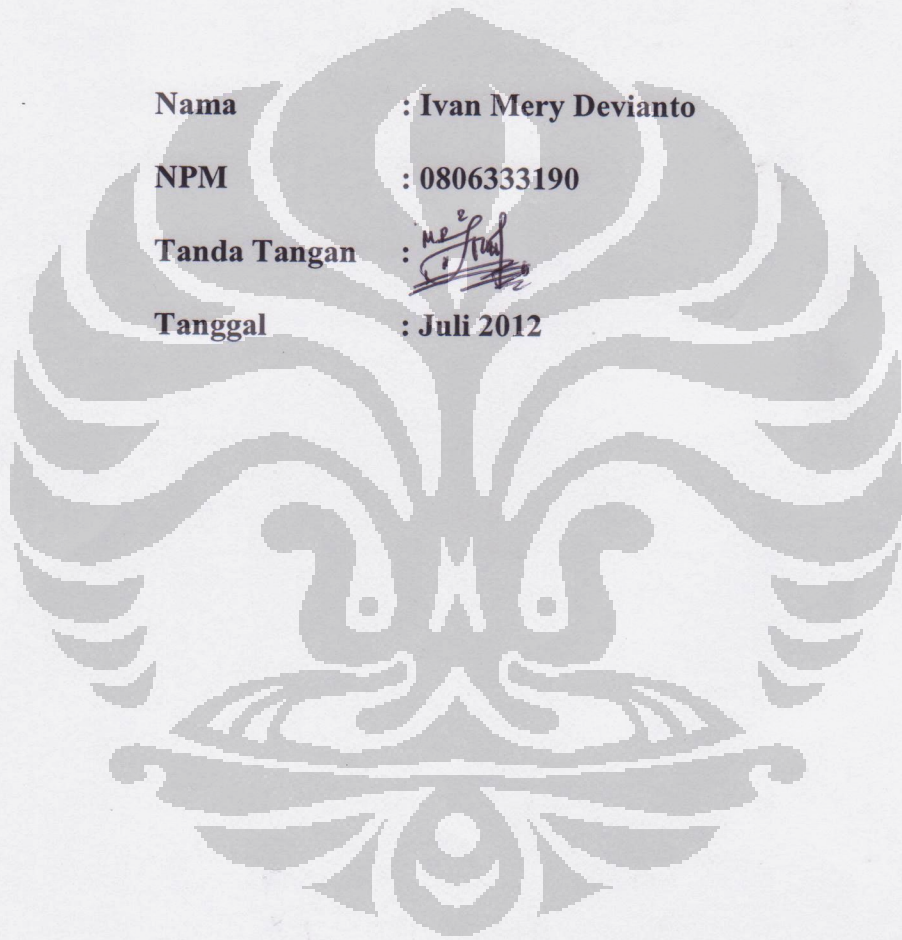 Nama : Ivan Mery Devianto
NPM : 0806333190
Tanda Tangan :
Tanggal : Juli 2012